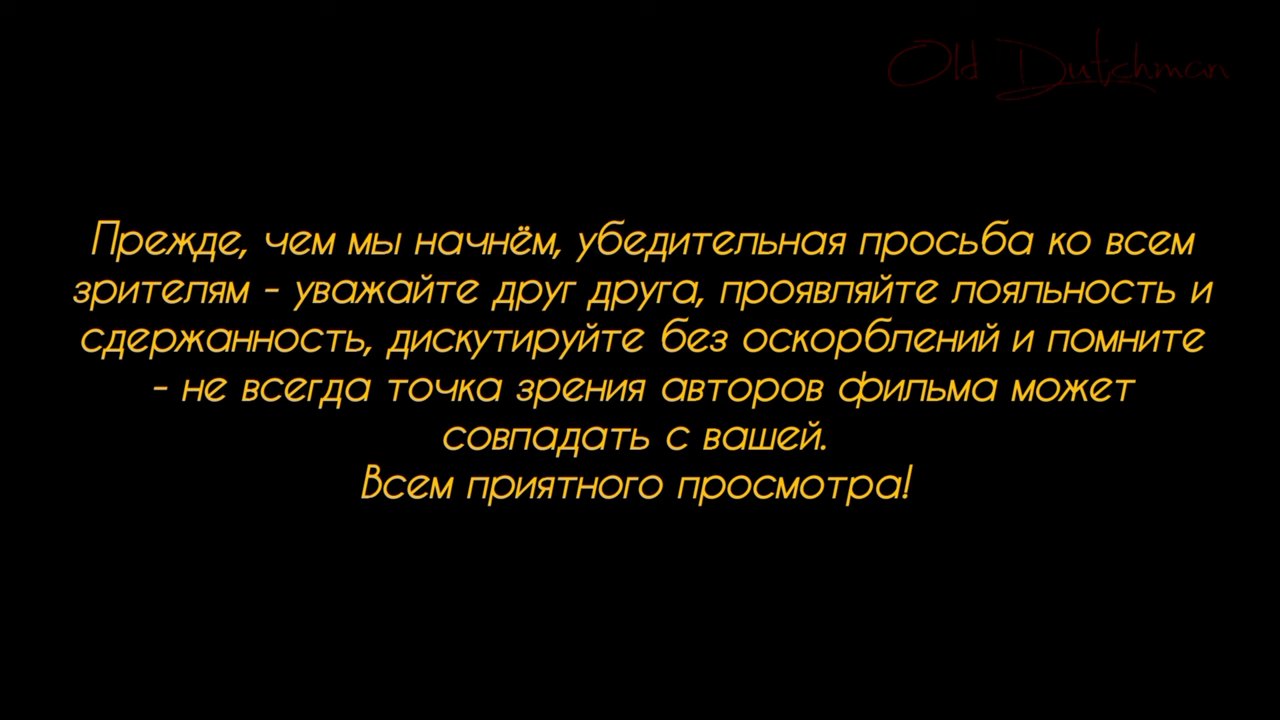 Old Dutchman
Прежде, чем мы начнём, убедительная просьба ко всем
зрителям - уважайте друг друга, проявляйте лояльность и
сдержанность, дискутируйте без оскорблений и помните
- не всегда точка зрения авторов фильма может
совпадать с вашей.
Всем приятного просмотра!